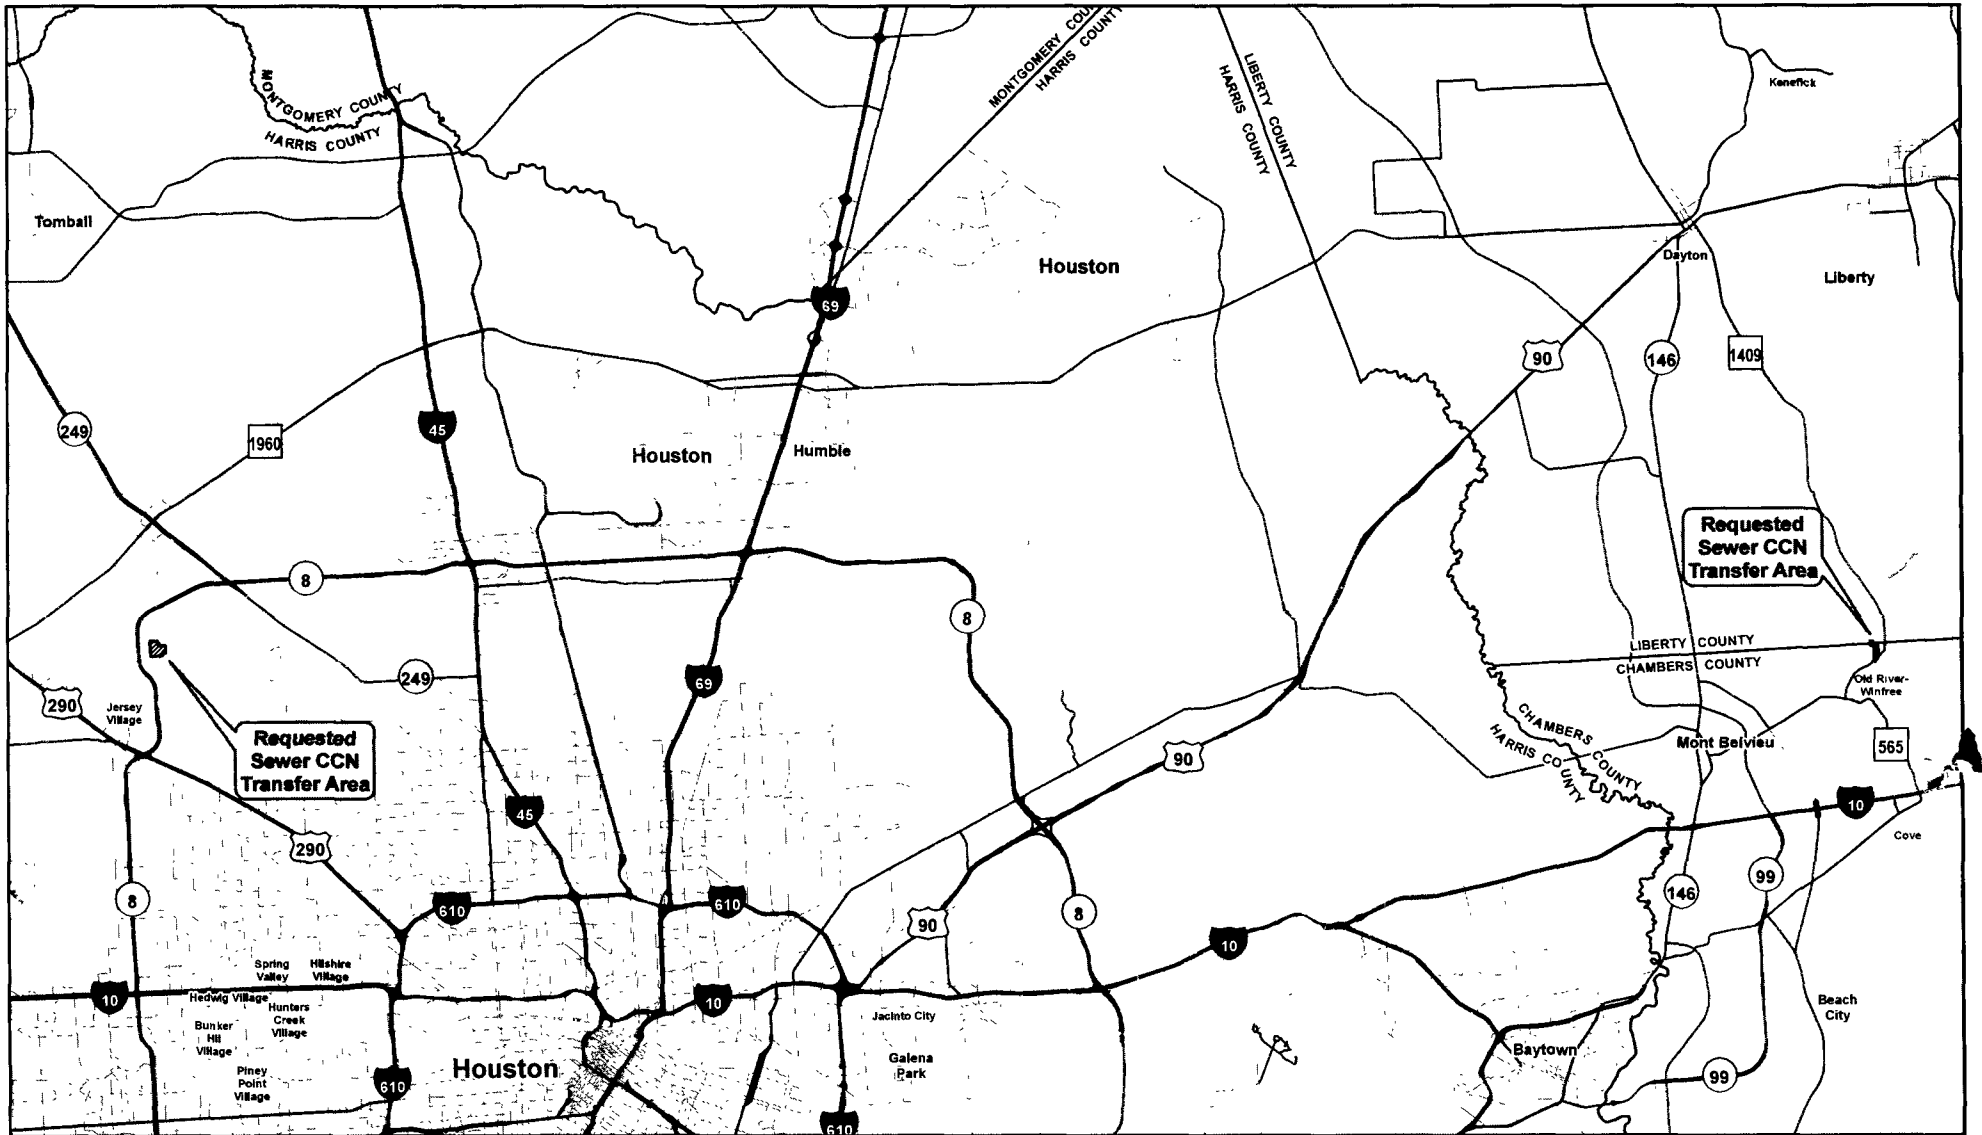 MONTGOMERY COUNTY
HARRIS COUNTY
MONTGOMERY COU
HARRIS COUNTY
LIBERTY COUNTY
HARRIS COUNTY
Kenefick
Tomball
Houston
Dayton
Liberty
69
90
146
1409
249
1960
45
Houston
Humble
Requested
Sewer CCN
Transfer Area
8
8
LIBERTY COUNTY
CHAMBERS COUNTY
249
69
290
Jersey
Village
Old River-
Winfree
Requested
Sewer CCN
Transfer Area
CHAMBERS COUNTY
HARRIS COUNTY
Mont Belvieu
565
90
45
10
290
Cove
8
610
610
90
8
146
99
10
Spring
Valley
Hilshire
Village
10
Hedwig Village
Hunters
Creek
Village
10
Beach
City
Bunker
Hill
Village
Jacinto City
Houston
Galena
Park
Baytown
Piney
Point
Village
610
99
610